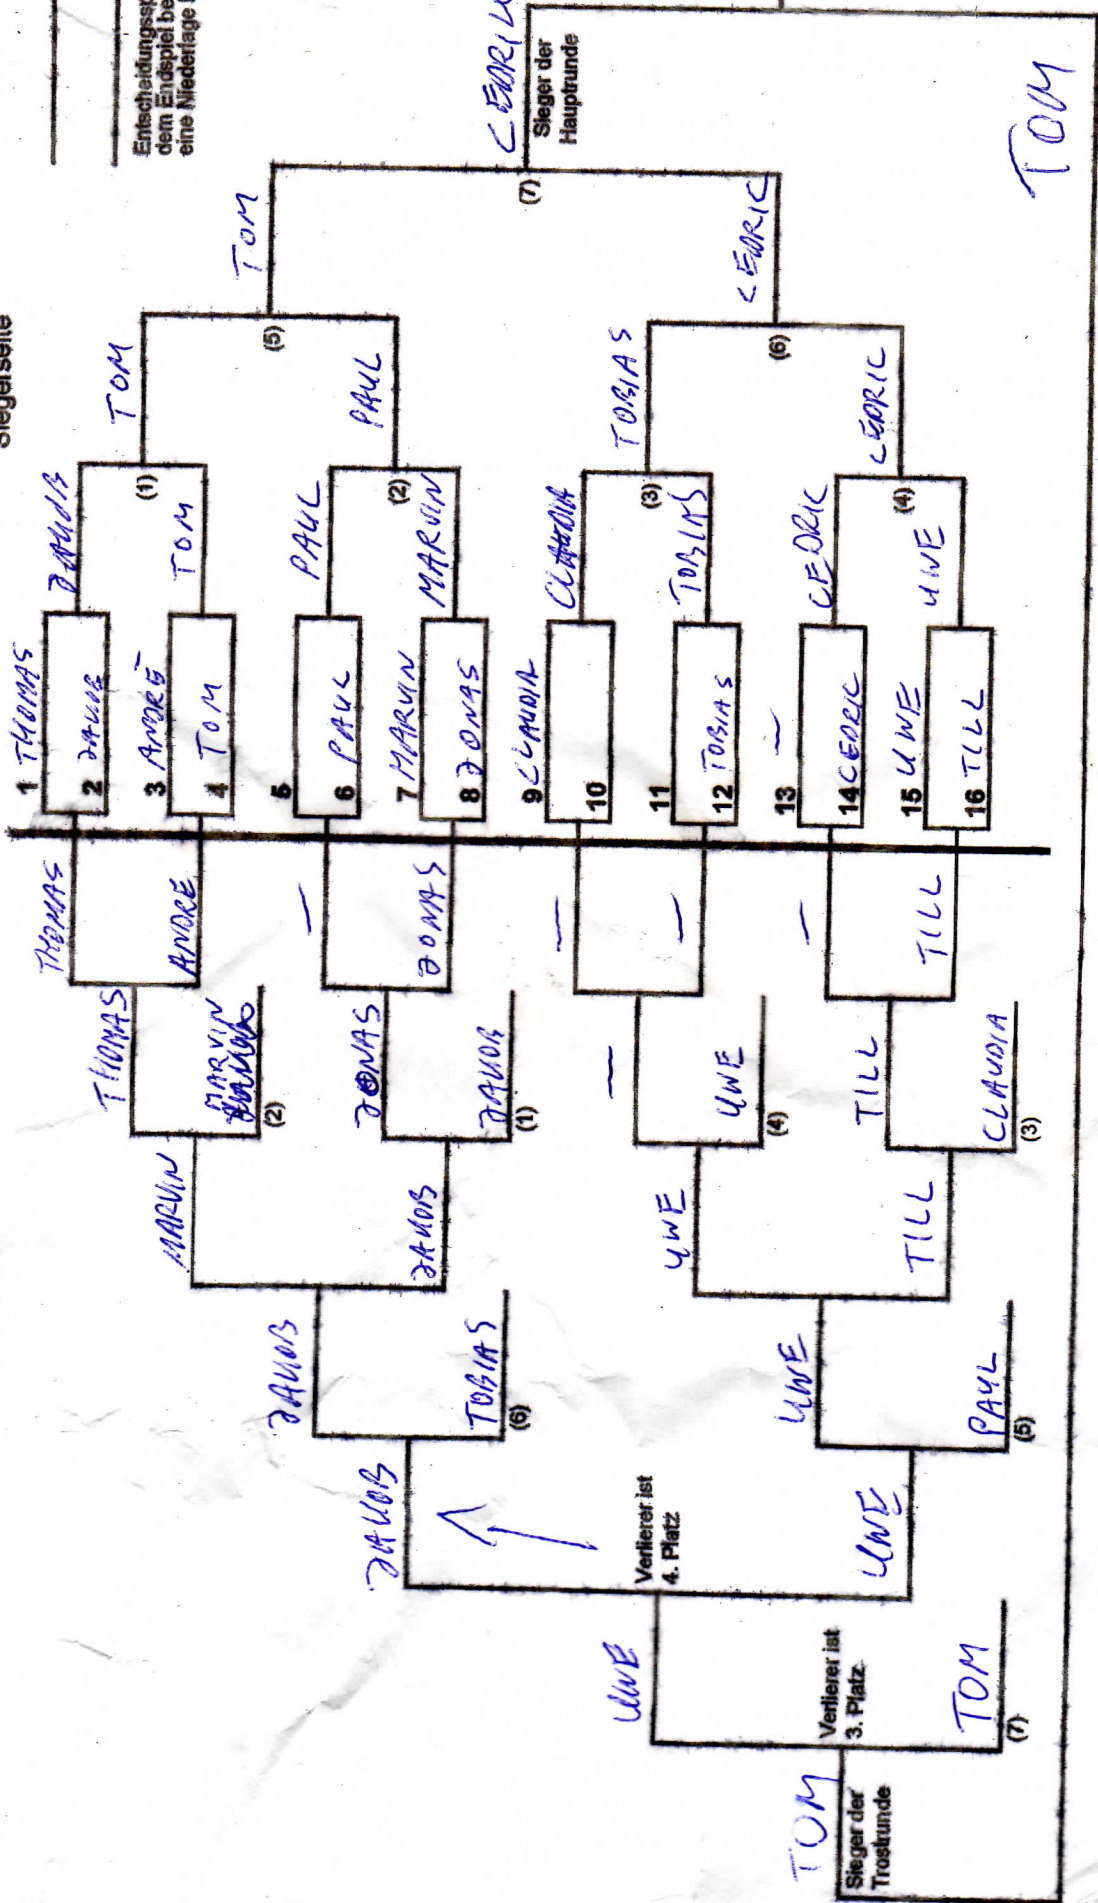 Siegerseite
Entscheidungssp
dem Endspiel be
eine Niederlage
1 THOMAS
2 JAKOB
3 ANDRÉ
4 TOM
5
6 PAUL
7 MARVIN
8 JONAS
9 CLAUDIA
10
11
12 TOBIAS
13 –
14 CEDRIC
15 UWE
16 TILL
JAKOB
TOM
PAUL
MARVIN
CLAUDIA
TOBIAS
CEDRIC
UWE
(1)
(2)
(3)
(4)
TOM
PAUL
TOBIAS
CEDRIC
(5)
(6)
TOM
CEDRIC
(7)
CEDRIC
Sieger der
Hauptrunde
TOM
THOMAS
ANDRÉ
–
JONAS
–
–
–
TILL
THOMAS
MARVIN
(2)
JONAS
JAKOB
(1)
–
UWE
(4)
TILL
CLAUDIA
(3)
MARVIN
JAKOB
UWE
TILL
JAKOB
TOBIAS
(6)
UWE
PAUL
(5)
JAKOB
UWE
Verlierer ist
4. Platz
UWE
TOM
(7)
Verlierer ist
3. Platz
TOM
Sieger der
Trostrunde